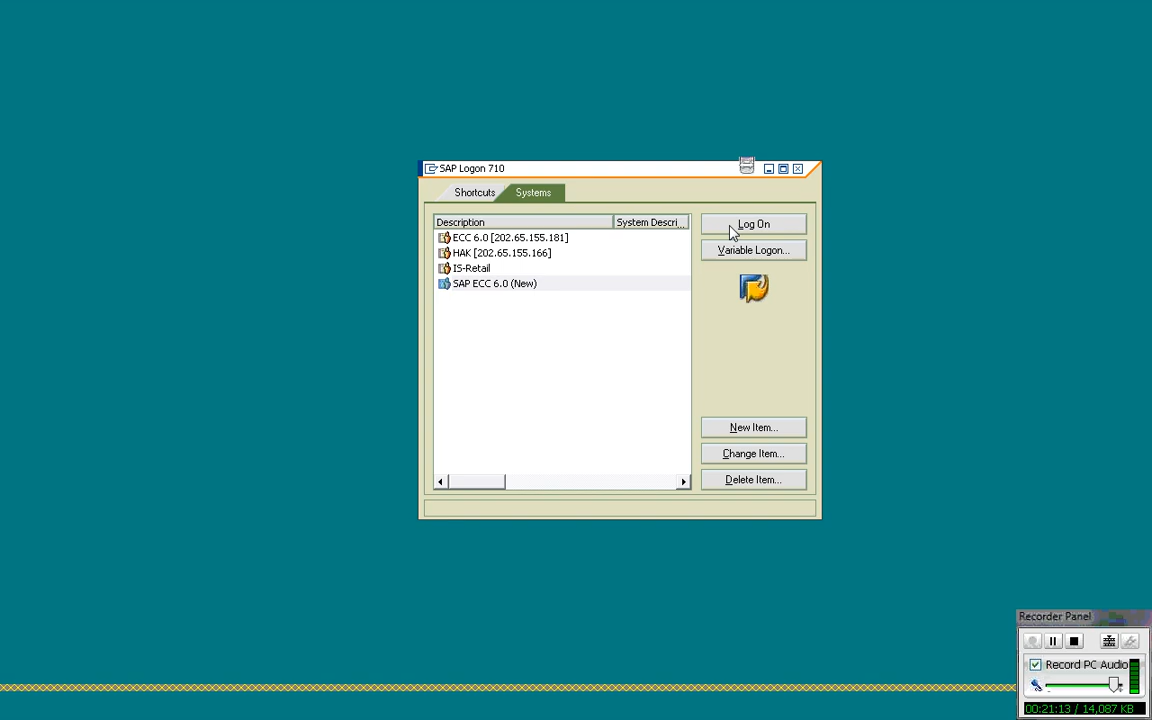 SAP Logon 710
Shortcuts
Systems
Description
System Descri...
ECC 6.0 [202.65.155.181]
HAK [202.65.155.166]
IS-Retail
SAP ECC 6.0 (New)
Log On
Variable Logon...
New Item...
Change Item...
Delete Item...
Recorder Panel
Record PC Audio
00:21:13 / 14,087 KB